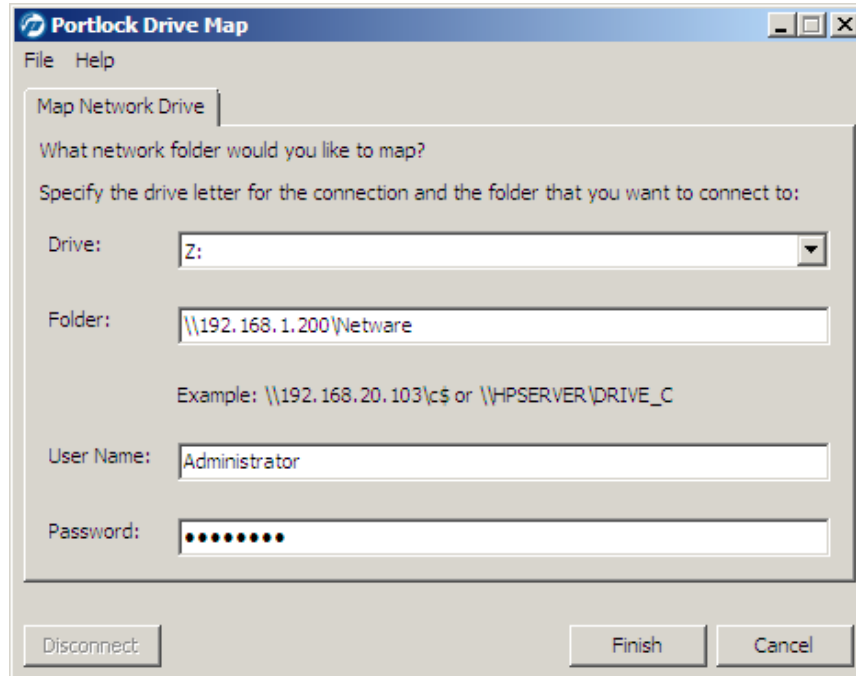 Portlock Drive Map
File Help
Map Network Drive
What network folder would you like to map?
Specify the drive letter for the connection and the folder that you want to connect to:
Drive: Z:
Folder: \\192.168.1.200\Netware
Example: \\192.168.20.103\c$ or \\HPSERVER\DRIVE_C
User Name: Administrator
Password: ●●●●●●●●
Disconnect Finish Cancel